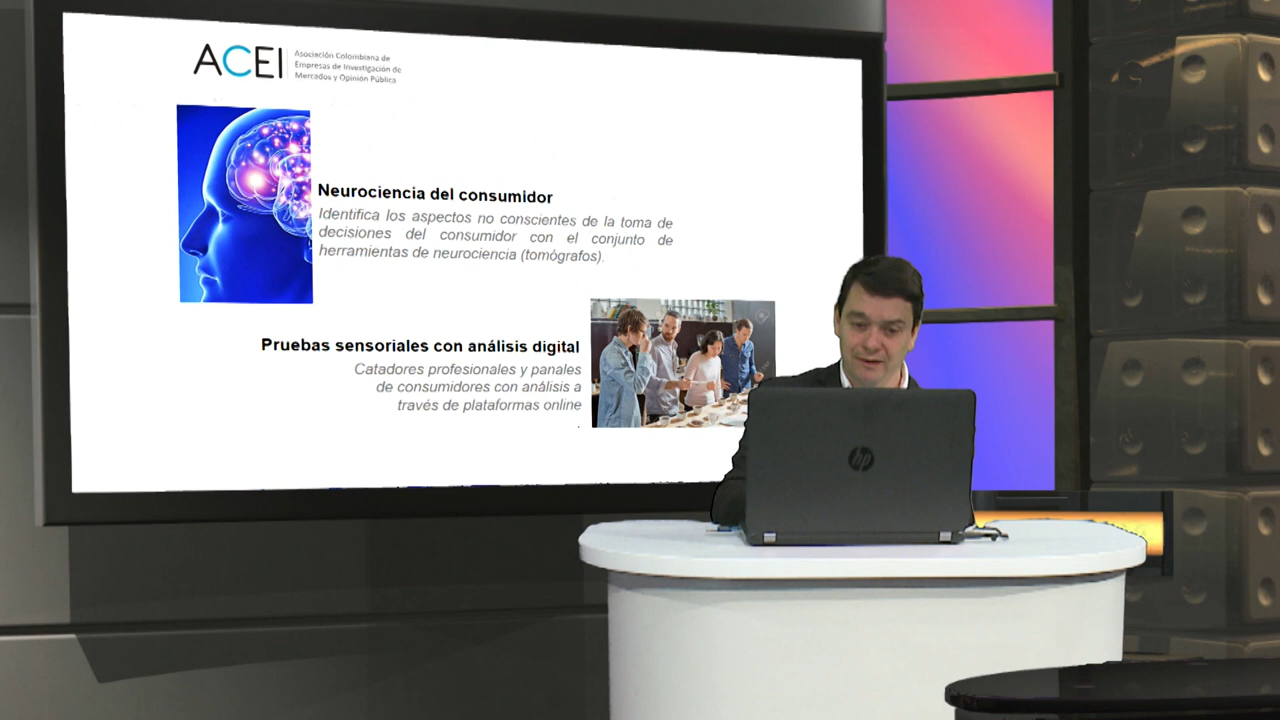 ACEI
Asociación Colombiana de
Empresas de Investigación de
Mercados y Opinión Pública
Neurociencia del consumidor
Identifica los aspectos no conscientes de la toma de
decisiones del consumidor con el conjunto de
herramientas de neurociencia (tomógrafos).
Pruebas sensoriales con análisis digital
Catadores profesionales y panales
de consumidores con análisis a
través de plataformas online
.
hp